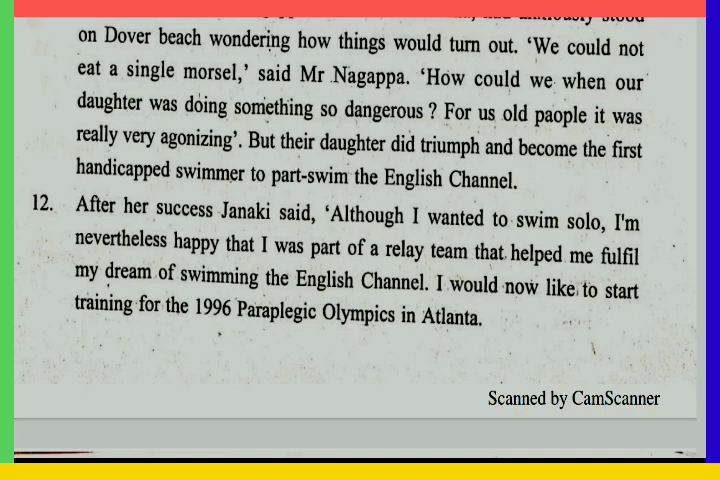 stood
on Dover beach wondering how things would turn out. ‘We could not
eat a single morsel,’ said Mr Nagappa. ‘How could we when our
daughter was doing something so dangerous ? For us old paople it was
really very agonizing’. But their daughter did triumph and become the first
handicapped swimmer to part-swim the English Channel.
12. After her success Janaki said, ‘Although I wanted to swim solo, I'm
nevertheless happy that I was part of a relay team that helped me fulfil
my dream of swimming the English Channel. I would now like to start
training for the 1996 Paraplegic Olympics in Atlanta.
Scanned by CamScanner